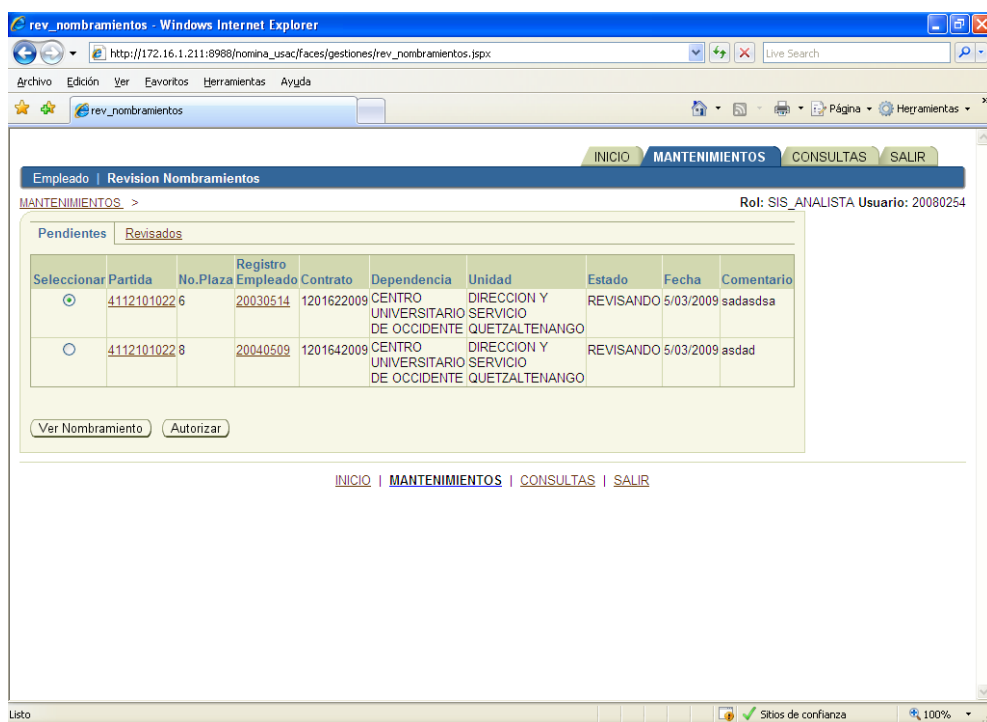 rev_nombramientos - Windows Internet Explorer
http://172.16.1.211:8988/nomina_usac/faces/gestiones/rev_nombramientos.jspx
Live Search
Archivo Edición Ver Favoritos Herramientas Ayuda
rev_nombramientos
Página
Herramientas
INICIO MANTENIMIENTOS CONSULTAS SALIR
Empleado | Revision Nombramientos
MANTENIMIENTOS >
Rol: SIS_ANALISTA Usuario: 20080254
Pendientes Revisados
Seleccionar Partida No.Plaza Registro Empleado Contrato Dependencia Unidad Estado Fecha Comentario
4112101022 6 20030514 1201622009 CENTRO UNIVERSITARIO DE OCCIDENTE DIRECCION Y SERVICIO QUETZALTENANGO REVISANDO 5/03/2009 sadasdsa
4112101022 8 20040509 1201642009 CENTRO UNIVERSITARIO DE OCCIDENTE DIRECCION Y SERVICIO QUETZALTENANGO REVISANDO 5/03/2009 asdad
Ver Nombramiento Autorizar
INICIO | MANTENIMIENTOS | CONSULTAS | SALIR
Listo
Sitios de confianza
100%